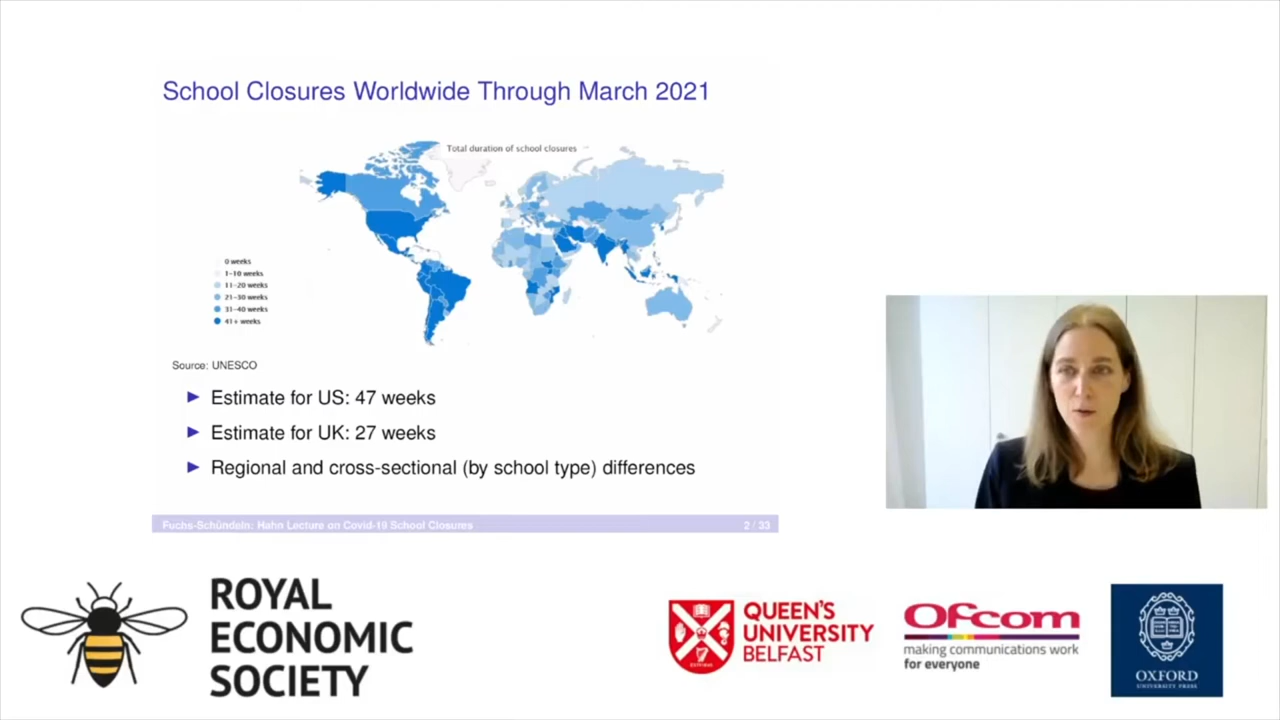 School Closures Worldwide Through March 2021
Total duration of school closures
0 weeks
1-10 weeks
11-20 weeks
21-30 weeks
31-40 weeks
41+ weeks
Source: UNESCO
Estimate for US: 47 weeks
Estimate for UK: 27 weeks
Regional and cross-sectional (by school type) differences
Fuchs-Schündeln: Hahn Lecture on Covid-19 School Closures
2 / 33
ROYAL
ECONOMIC
SOCIETY
QUEEN'S
UNIVERSITY
BELFAST
Ofcom
making communications work
for everyone
OXFORD
UNIVERSITY PRESS